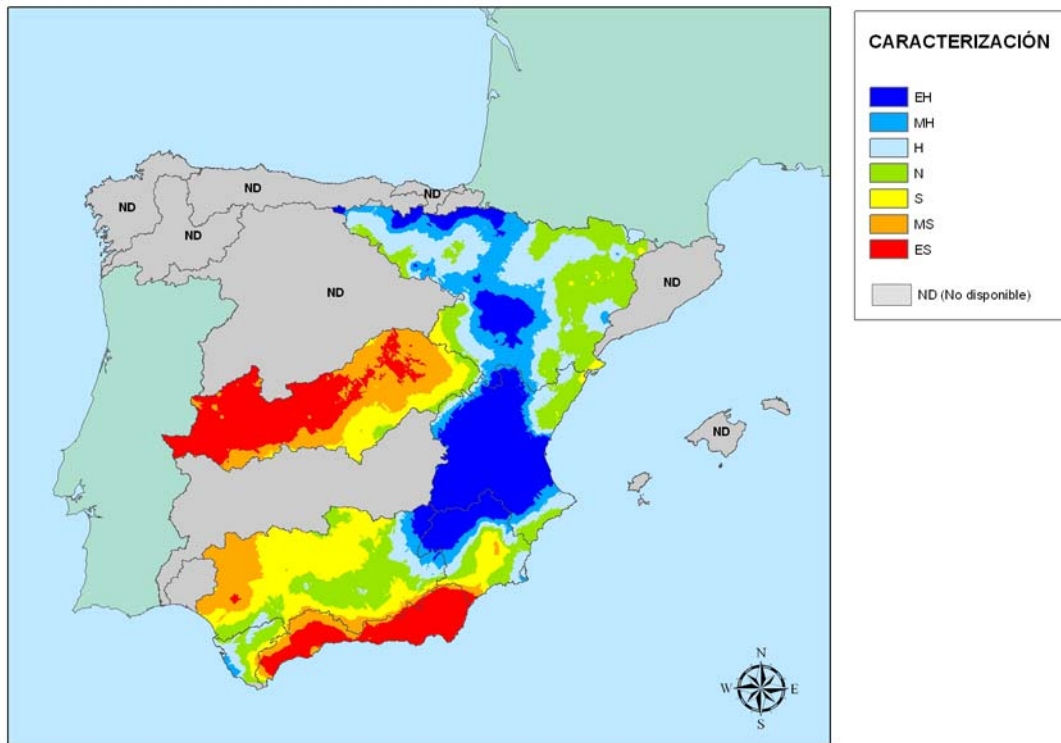 CARACTERIZACIÓN
EH
MH
H
N
S
MS
ES
ND (No disponible)
ND
ND
ND
ND
ND
ND
ND
N
W E
S